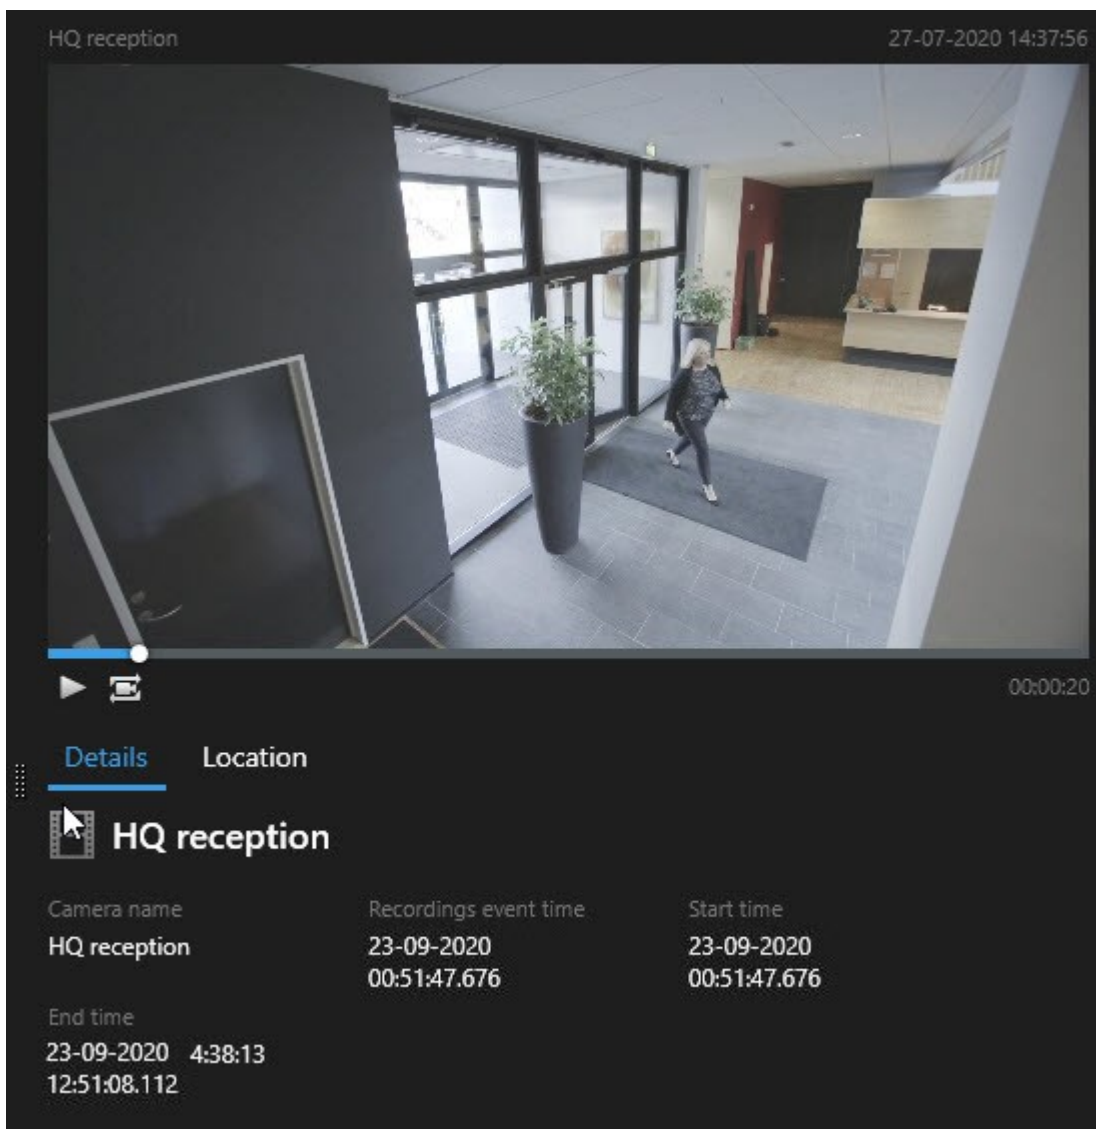 HQ reception 27-07-2020 14:37:56
00:00:20
Details Location
HQ reception
Camera name Recordings event time Start time
HQ reception 23-09-2020 23-09-2020
00:51:47.676 00:51:47.676
End time
23-09-2020 4:38:13
12:51:08.112